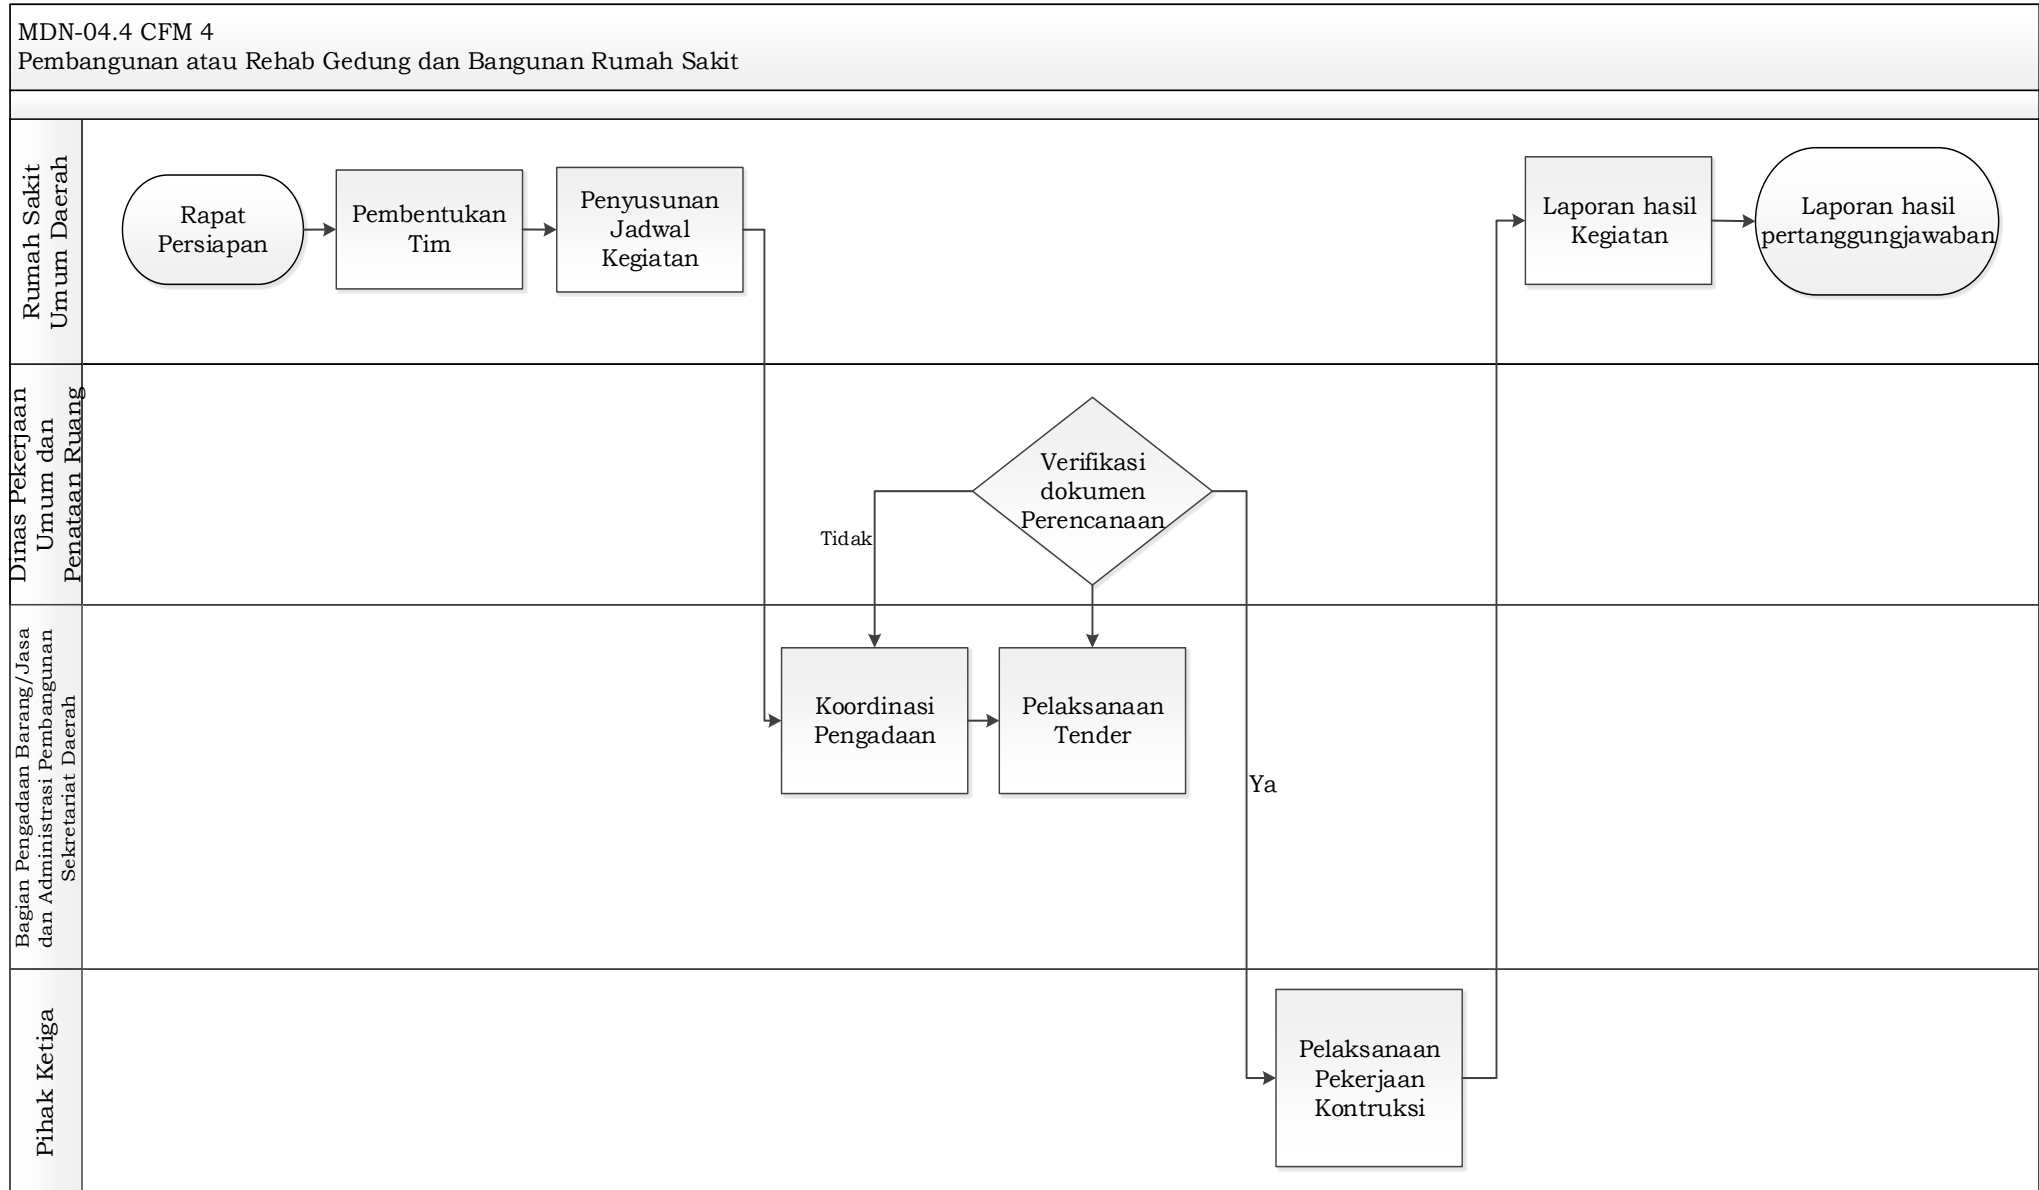 MDN-04.4 CFM 4
Pembangunan atau Rehab Gedung dan Bangunan Rumah Sakit
Rumah Sakit
Umum Daerah
Rapat
Persiapan
Pembentukan
Tim
Penyusunan
Jadwal
Kegiatan
Laporan hasil
Kegiatan
Laporan hasil
pertanggungjawaban
Dinas Pekerjaan
Umum dan
Penataan Ruang
Verifikasi
dokumen
Perencanaan
Tidak
Bagian Pengadaan Barang/Jasa
dan Administrasi Pembangunan
Sekretariat Daerah
Koordinasi
Pengadaan
Pelaksanaan
Tender
Ya
Pihak Ketiga
Pelaksanaan
Pekerjaan
Kontruksi